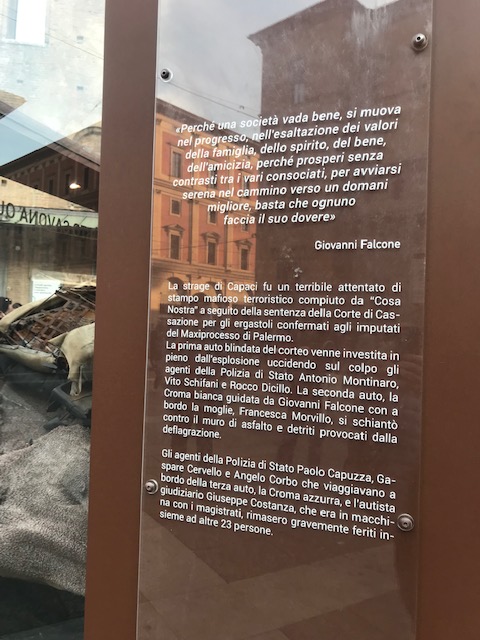 «Perché una società vada bene, si muova
nel progresso, nell'esaltazione dei valori
della famiglia, dello spirito, del bene,
dell'amicizia, perché prosperi senza
contrasti tra i vari consociati, per avviarsi
serena nel cammino verso un domani
migliore, basta che ognuno
faccia il suo dovere»
Giovanni Falcone
La strage di Capaci fu un terribile attentato di
stampo mafioso terroristico compiuto da "Cosa
Nostra" a seguito della sentenza della Corte di Cas-
sazione per gli ergastoli confermati agli imputati
del Maxiprocesso di Palermo.
La prima auto blindata del corteo venne investita in
pieno dall'esplosione uccidendo sul colpo gli
agenti della Polizia di Stato Antonio Montinaro,
Vito Schifani e Rocco Dicillo. La seconda auto, la
Croma bianca guidata da Giovanni Falcone con a
bordo la moglie, Francesca Morvillo, si schiantò
contro il muro di asfalto e detriti provocati dalla
deflagrazione.
Gli agenti della Polizia di Stato Paolo Capuzza, Ga-
spare Cervello e Angelo Corbo che viaggiavano a
bordo della terza auto, la Croma azzurra, e l'autista
giudiziario Giuseppe Costanza, che era in macchi-
na con i magistrati, rimasero gravemente feriti in-
sieme ad altre 23 persone.